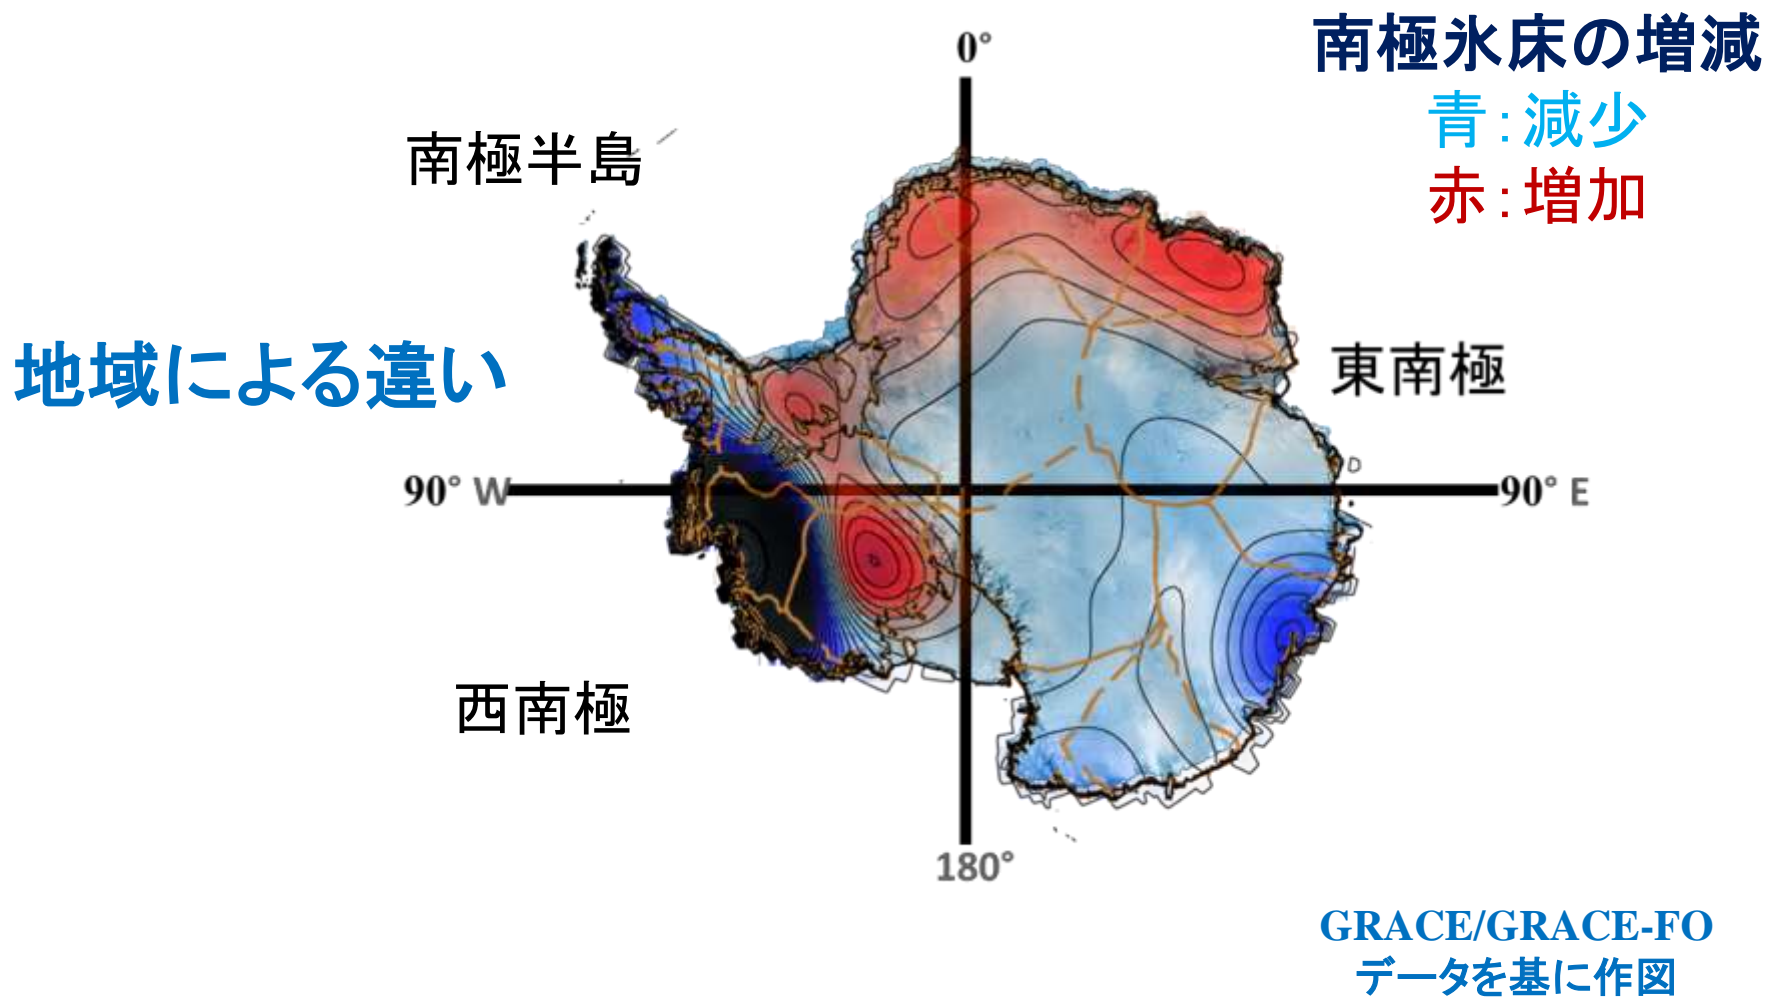 南極氷床の増減
青：減少
赤：増加
0°
南極半島
地域による違い
東南極
90° W
90° E
西南極
180°
GRACE/GRACE-FO
データを基に作図